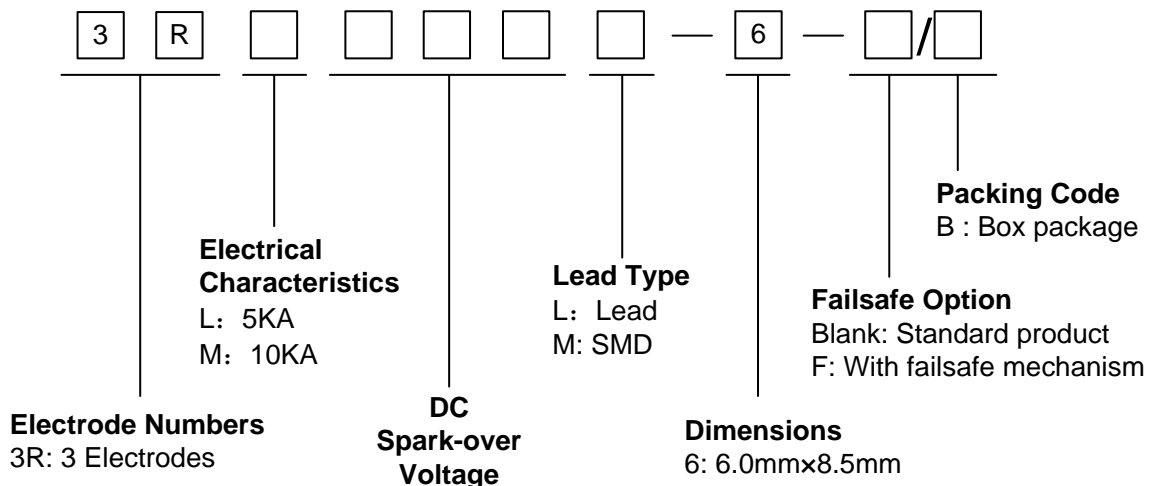 3 R — 6 — /
Packing Code
B : Box package
Electrical
Characteristics
L： 5KA
M： 10KA
Lead Type
L： Lead
M: SMD
Failsafe Option
Blank: Standard product
F: With failsafe mechanism
Electrode Numbers
3R: 3 Electrodes
DC
Spark-over
Voltage
Dimensions
6: 6.0mm×8.5mm